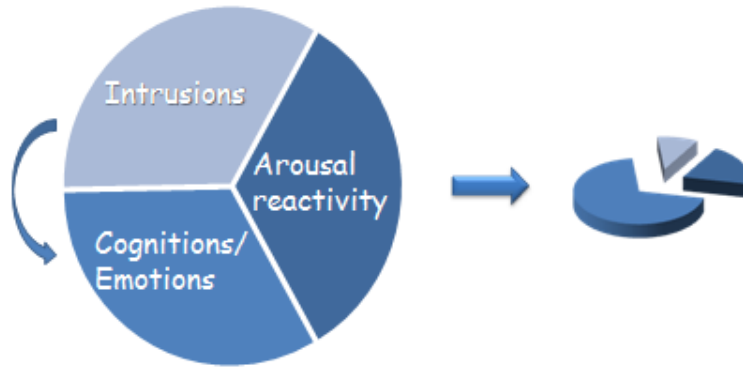 Intrusions
Arousal
reactivity
Cognitions/
Emotions